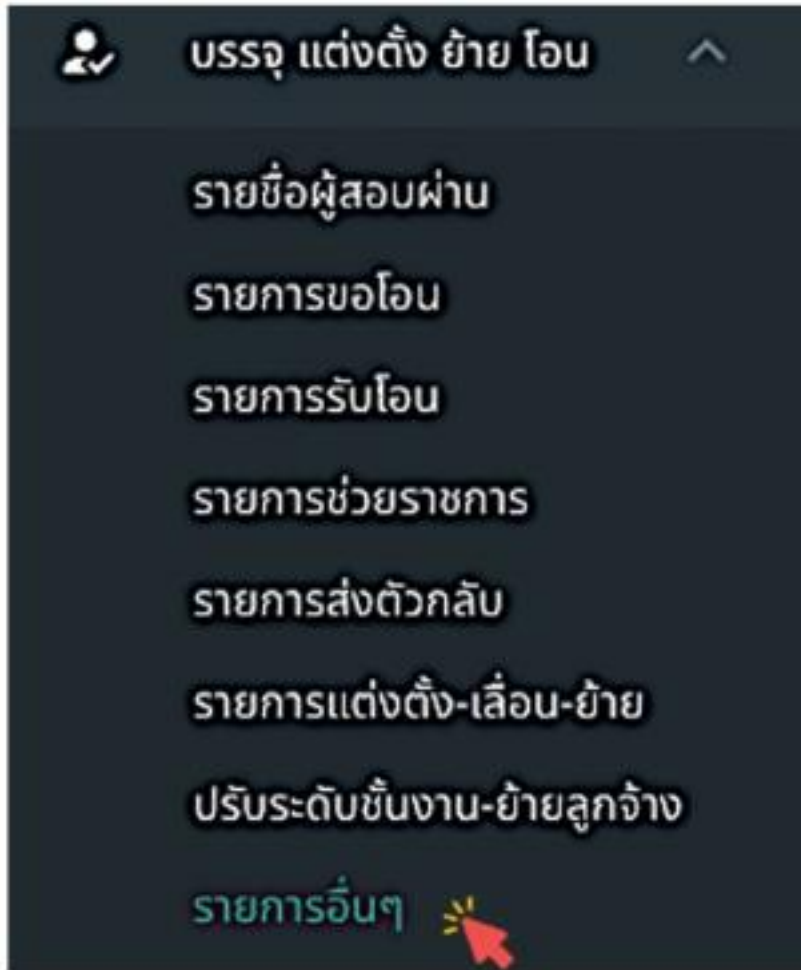 บรรจุ แต่งตั้ง ย้าย โอน
รายชื่อผู้สอบผ่าน
รายการขอโอน
รายการรับโอน
รายการช่วยราชการ
รายการส่งตัวกลับ
รายการแต่งตั้ง-เลื่อน-ย้าย
ปรับระดับชั้นงาน-ย้ายลูกจ้าง
รายการอื่นๆ